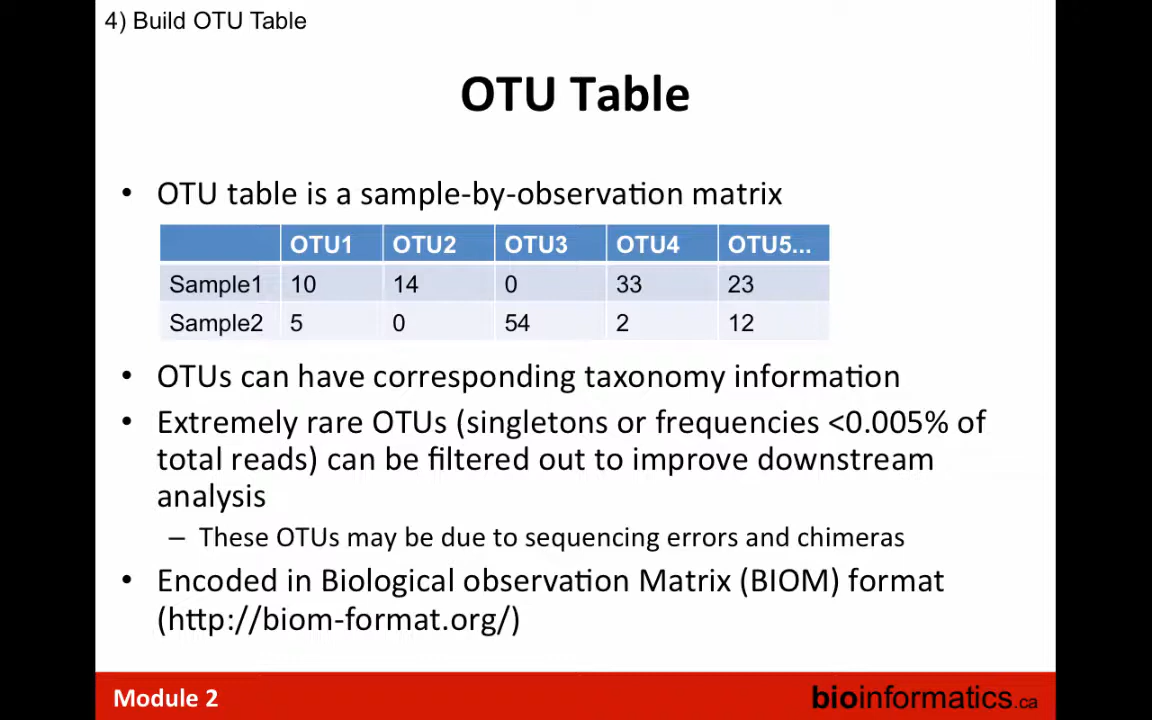 4) Build OTU Table
OTU Table
• OTU table is a sample-by-observation matrix
OTU1 OTU2 OTU3 OTU4 OTU5...
Sample1 10 14 0 33 23
Sample2 5 0 54 2 12
• OTUs can have corresponding taxonomy information
• Extremely rare OTUs (singletons or frequencies <0.005% of
total reads) can be filtered out to improve downstream
analysis
– These OTUs may be due to sequencing errors and chimeras
• Encoded in Biological observation Matrix (BIOM) format
(http://biom-format.org/)
Module 2
bioinformatics.ca